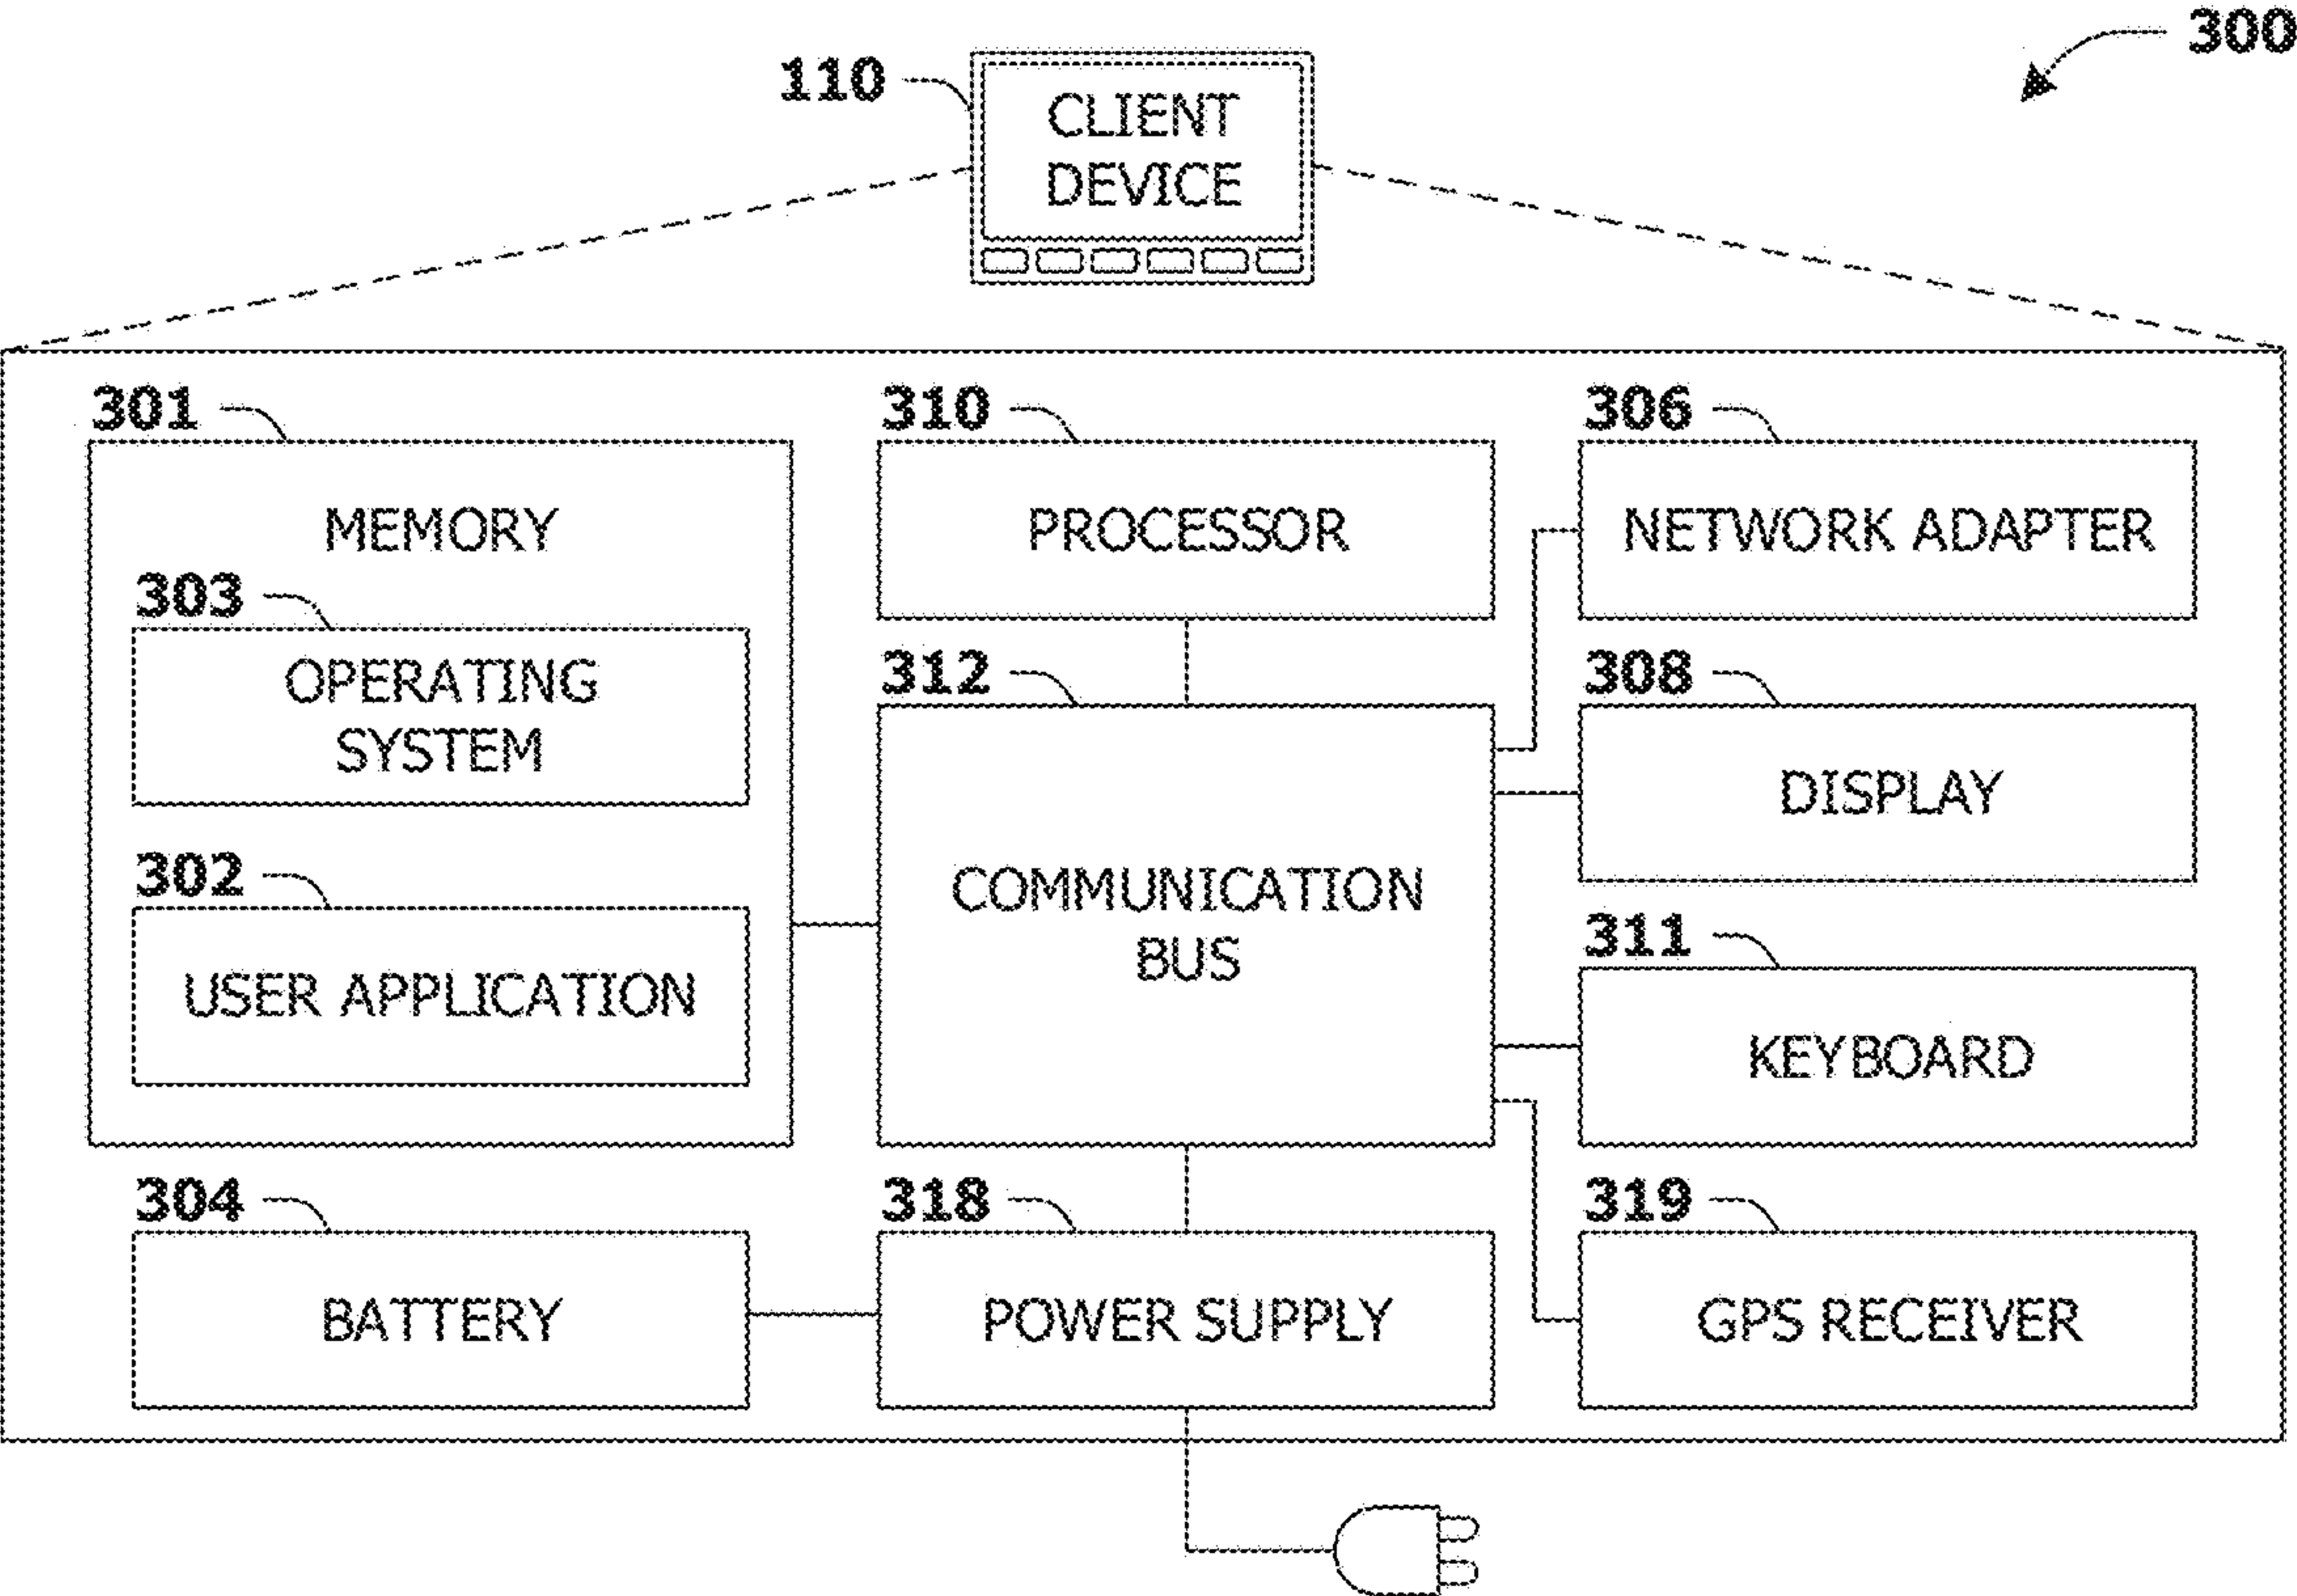 300
110
CLIENT
DEVICE
301
310
306
MEMORY
PROCESSOR
NETWORK ADAPTER
303
OPERATING
SYSTEM
312
308
COMMUNICATION
BUS
DISPLAY
302
USER APPLICATION
311
KEYBOARD
304
318
319
BATTERY
POWER SUPPLY
GPS RECEIVER